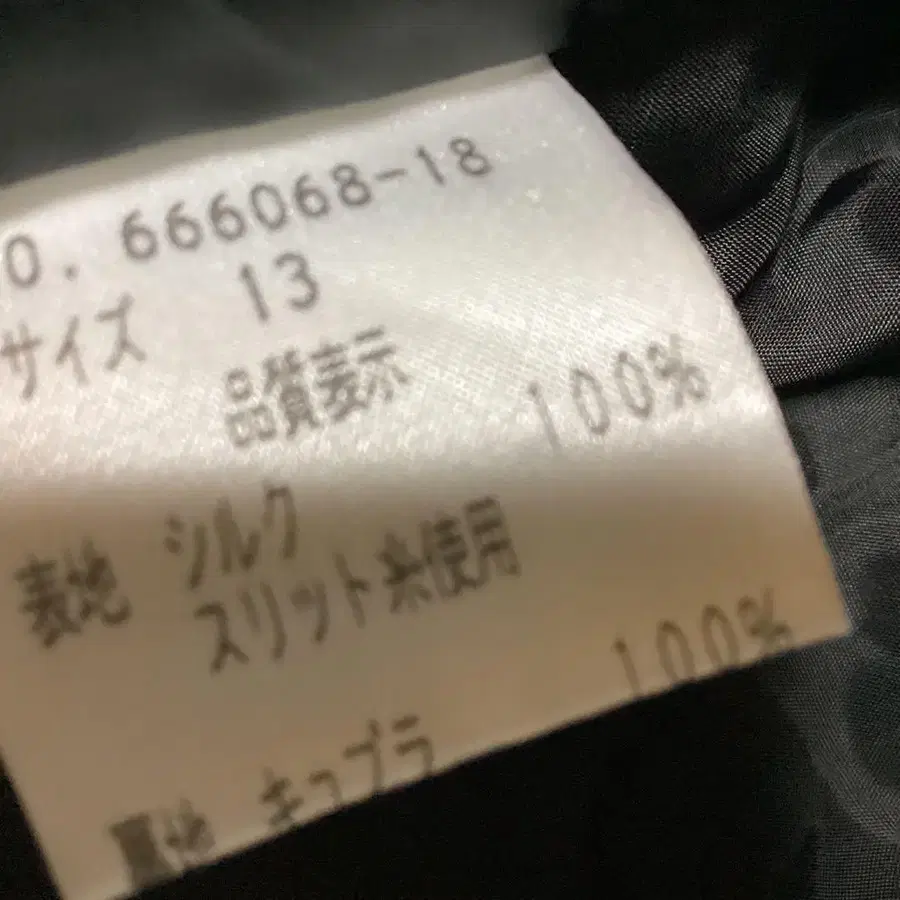 0. 666068-18
サイズ 13
品質表示
表地 シルク 100%
スリット糸使用
裏地 キュプラ 100%